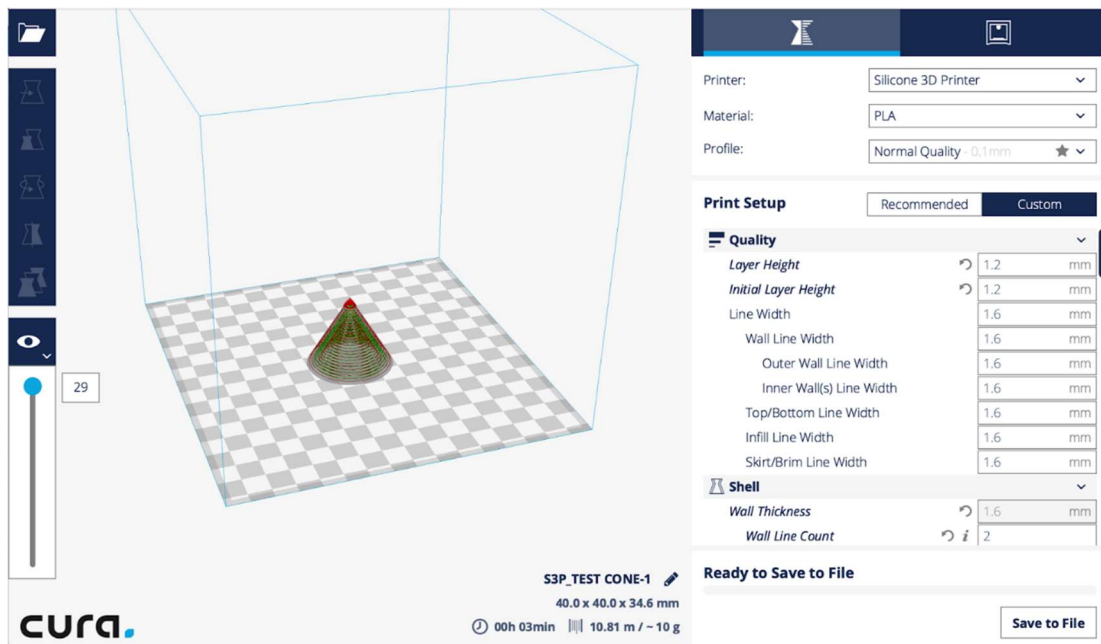 Printer:
Silicone 3D Printer
Material:
PLA
Profile:
Normal Quality - 0.1mm
Print Setup
Recommended
Custom
Quality
Layer Height
1.2 mm
Initial Layer Height
1.2 mm
Line Width
1.6 mm
Wall Line Width
1.6 mm
Outer Wall Line Width
1.6 mm
Inner Wall(s) Line Width
1.6 mm
Top/Bottom Line Width
1.6 mm
Infill Line Width
1.6 mm
Skirt/Brim Line Width
1.6 mm
Shell
Wall Thickness
1.6 mm
Wall Line Count
i 2
29
S3P_TEST CONE-1
40.0 x 40.0 x 34.6 mm
00h 03min 10.81 m / ~ 10 g
cura.
Ready to Save to File
Save to File